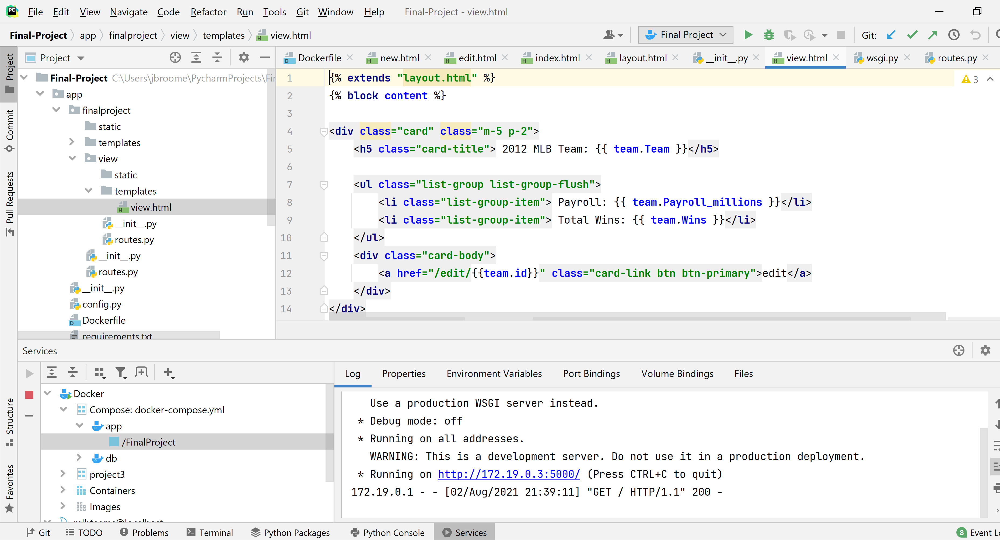 File Edit View Navigate Code Refactor Run Tools Git Window Help Final-Project - view.html
Final-Project app finalproject view templates view.html Final Project Git:
Project
Commit
Pull Requests
Structure
Favorites
Project
Dockerfile new.html edit.html index.html layout.html __init__.py view.html wsgi.py routes.py
Final-Project C:\Users\jbroome\PycharmProjects\Fi
app
finalproject
static
templates
view
static
templates
view.html
__init__.py
routes.py
__init__.py
routes.py
__init__.py
config.py
Dockerfile
requirements.txt
1 {% extends "layout.html" %}
2 {% block content %}
3
4 <div class="card" class="m-5 p-2">
5 <h5 class="card-title"> 2012 MLB Team: {{ team.Team }}</h5>
6
7 <ul class="list-group list-group-flush">
8 <li class="list-group-item"> Payroll: {{ team.Payroll_millions }}</li>
9 <li class="list-group-item"> Total Wins: {{ team.Wins }}</li>
10 </ul>
11 <div class="card-body">
12 <a href="/edit/{{team.id}}" class="card-link btn btn-primary">edit</a>
13 </div>
14 </div>
3
Services
Docker
Compose: docker-compose.yml
app
/FinalProject
db
project3
Containers
Images
mlbteams@localhost
Log Properties Environment Variables Port Bindings Volume Bindings Files
Use a production WSGI server instead.
* Debug mode: off
* Running on all addresses.
WARNING: This is a development server. Do not use it in a production deployment.
* Running on http://172.19.0.3:5000/ (Press CTRL+C to quit)
172.19.0.1 - - [02/Aug/2021 21:39:11] "GET / HTTP/1.1" 200 -
Git TODO Problems Terminal Python Packages Python Console Services 8 Event L